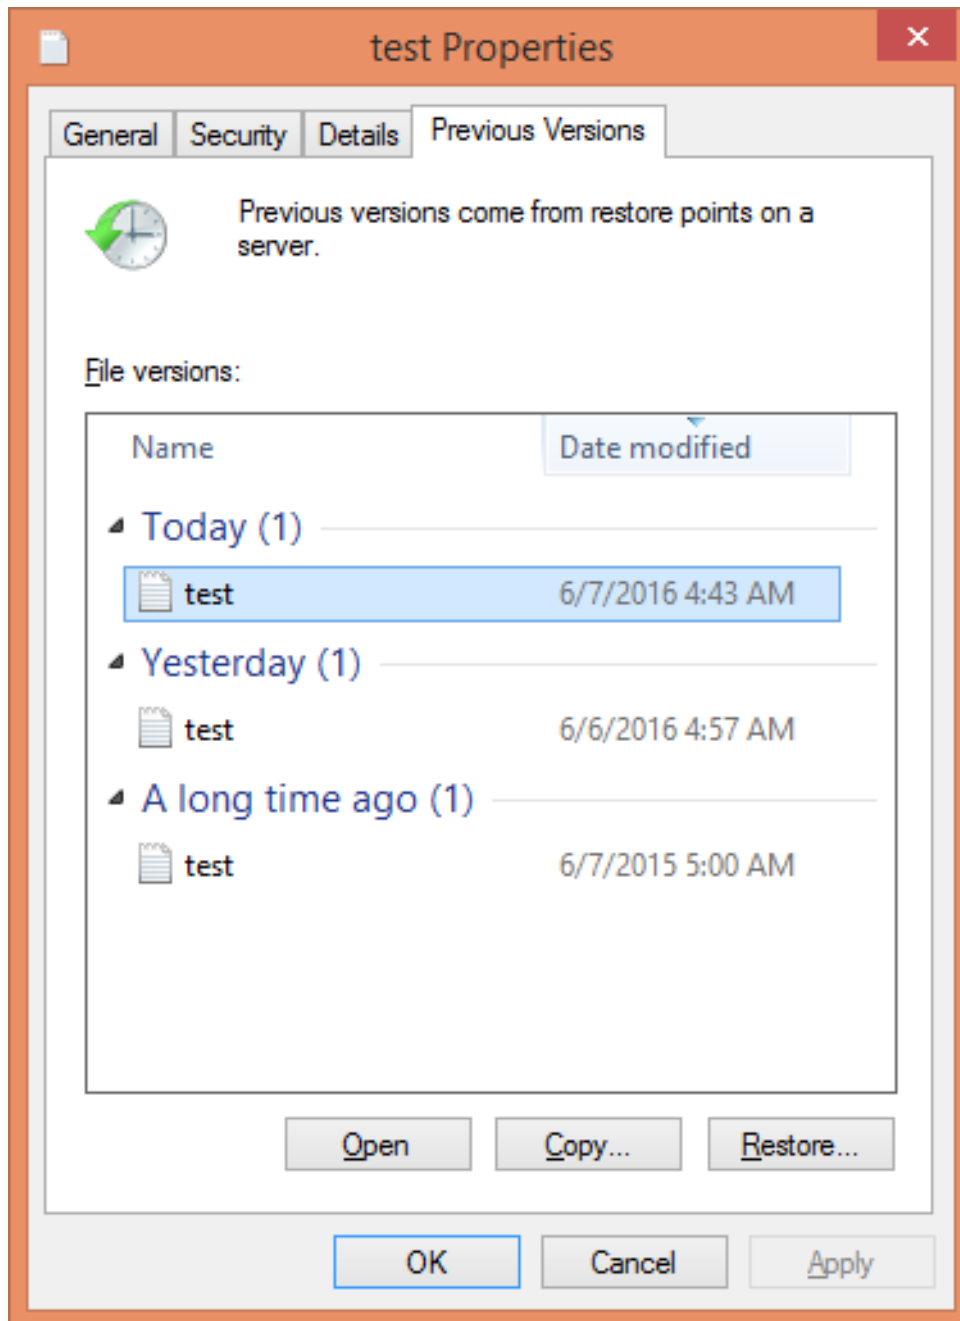 test Properties
General Security Details Previous Versions
Previous versions come from restore points on a
server.
File versions:
Name Date modified
Today (1)
test 6/7/2016 4:43 AM
Yesterday (1)
test 6/6/2016 4:57 AM
A long time ago (1)
test 6/7/2015 5:00 AM
Open Copy... Restore...
OK Cancel Apply